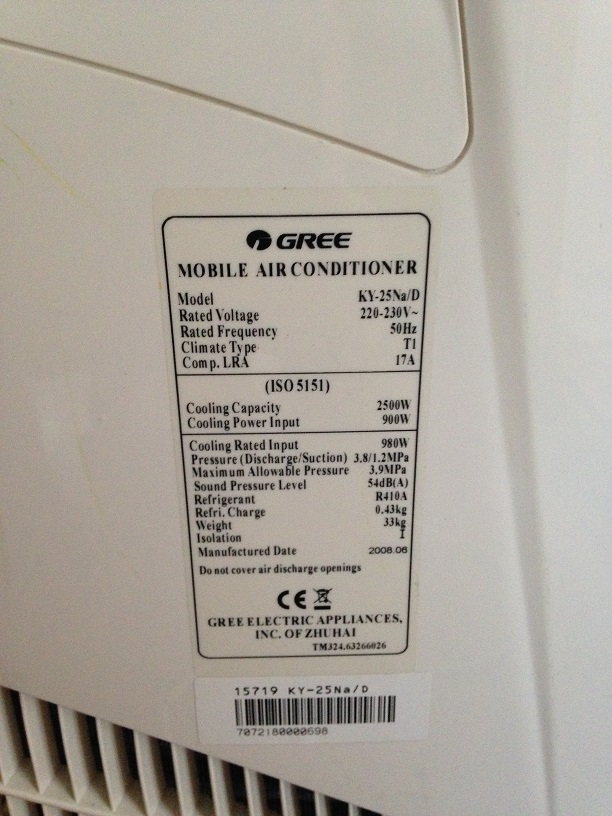 GREE
MOBILE AIR CONDITIONER
Model KY-25Na/D
Rated Voltage 220-230V~
Rated Frequency 50Hz
Climate Type T1
Comp. LRA 17A
(ISO 5151)
Cooling Capacity 2500W
Cooling Power Input 900W
Cooling Rated Input 980W
Pressure (Discharge/Suction) 3.8/1.2MPa
Maximum Allowable Pressure 3.9MPa
Sound Pressure Level 54dB(A)
Refrigerant R410A
Refri. Charge 0.43kg
Weight 33kg
Isolation I
Manufactured Date 2008.06
Do not cover air discharge openings
CE
GREE ELECTRIC APPLIANCES,
INC. OF ZHUHAI
TM324.63266026
15719 KY-25Na/D
7072180000698